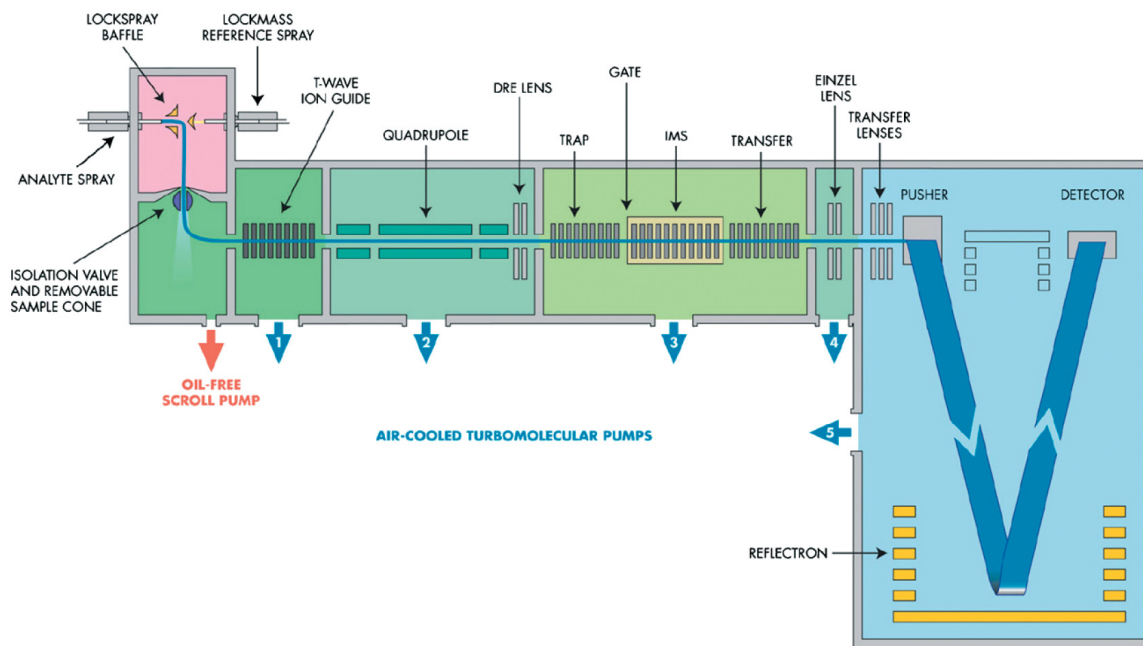 LOCKSPRAY
BAFFLE
LOCKMASS
REFERENCE SPRAY
T-WAVE
ION GUIDE
QUADRUPOLE
DRE LENS
GATE
TRAP
IMS
TRANSFER
EINZEL
LENS
TRANSFER
LENSES
PUSHER
DETECTOR
ANALYTE SPRAY
ISOLATION VALVE
AND REMOVABLE
SAMPLE CONE
1
2
3
4
OIL-FREE
SCROLL PUMP
AIR-COOLED TURBOMOLECULAR PUMPS
5
REFLECTRON